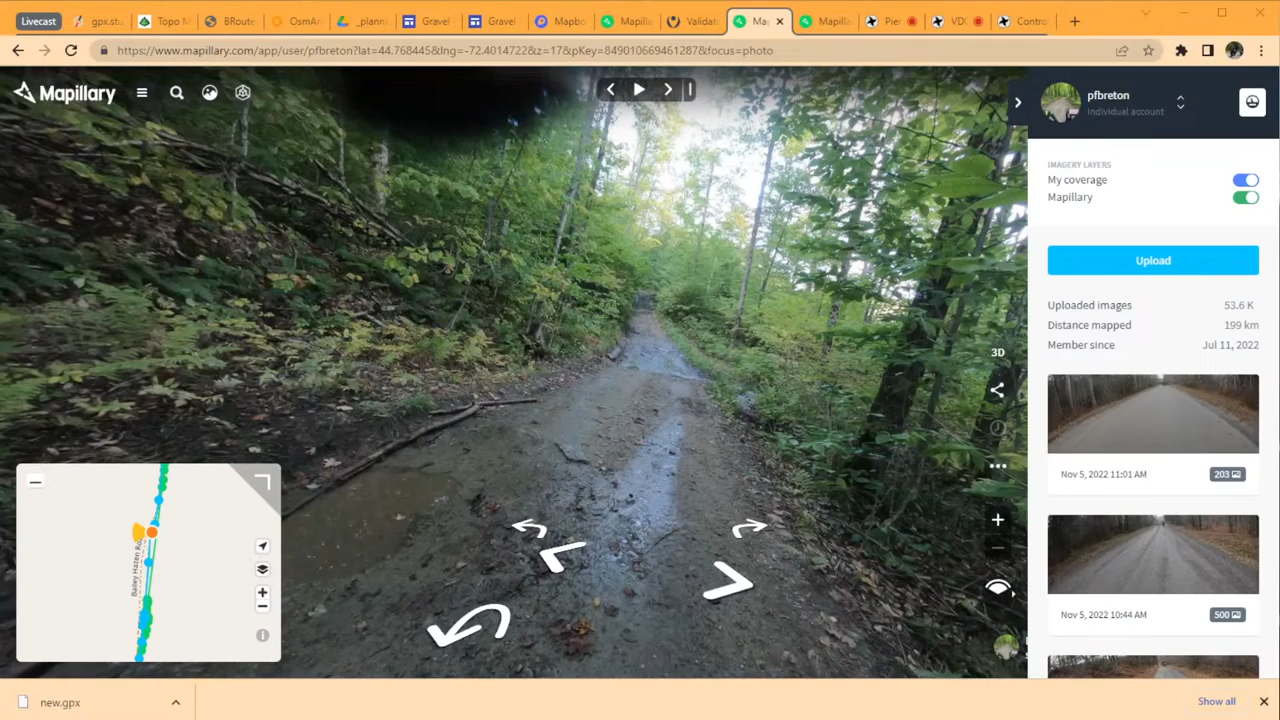 Livecast
gpx.stu
Topo M
BRoute
OsmAn
_planni
Gravel
Gravel
Mapbo
Mapilla
Validat
Ma
Mapilla
Pier
VDO
Contro
https://www.mapillary.com/app/user/pfbreton?lat=44.768445&lng=-72.4014722&z=17&pKey=849010669461287&focus=photo
Mapillary
pfbreton
Individual account
IMAGERY LAYERS
My coverage
Mapillary
Upload
Uploaded images 53.6 K
Distance mapped 199 km
Member since Jul 11, 2022
3D
Nov 5, 2022 11:01 AM 203
Bailey Hazen Ro
Nov 5, 2022 10:44 AM 500
new.gpx
Show all